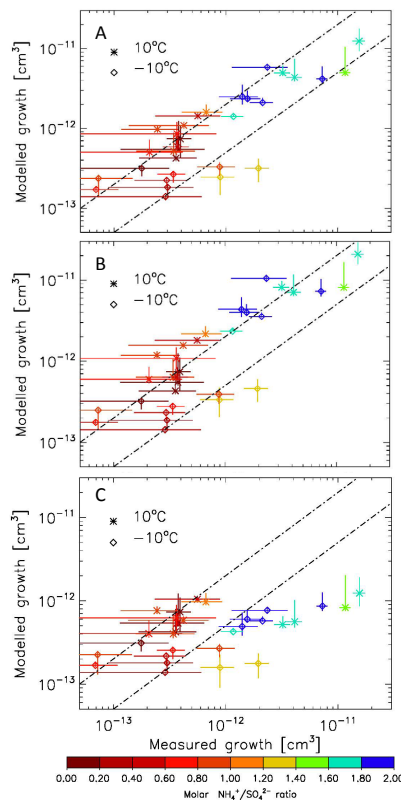 A
10°C
-10°C
Modelled growth [cm³]
10⁻¹¹
10⁻¹²
10⁻¹³
B
10°C
-10°C
Modelled growth [cm³]
10⁻¹¹
10⁻¹²
10⁻¹³
C
10°C
-10°C
Modelled growth [cm³]
10⁻¹¹
10⁻¹²
10⁻¹³
10⁻¹³ 10⁻¹² 10⁻¹¹
Measured growth [cm³]
0.00 0.20 0.40 0.60 0.80 1.00 1.20 1.40 1.60 1.80 2.00
Molar NH₄⁺/SO₄²⁻ ratio